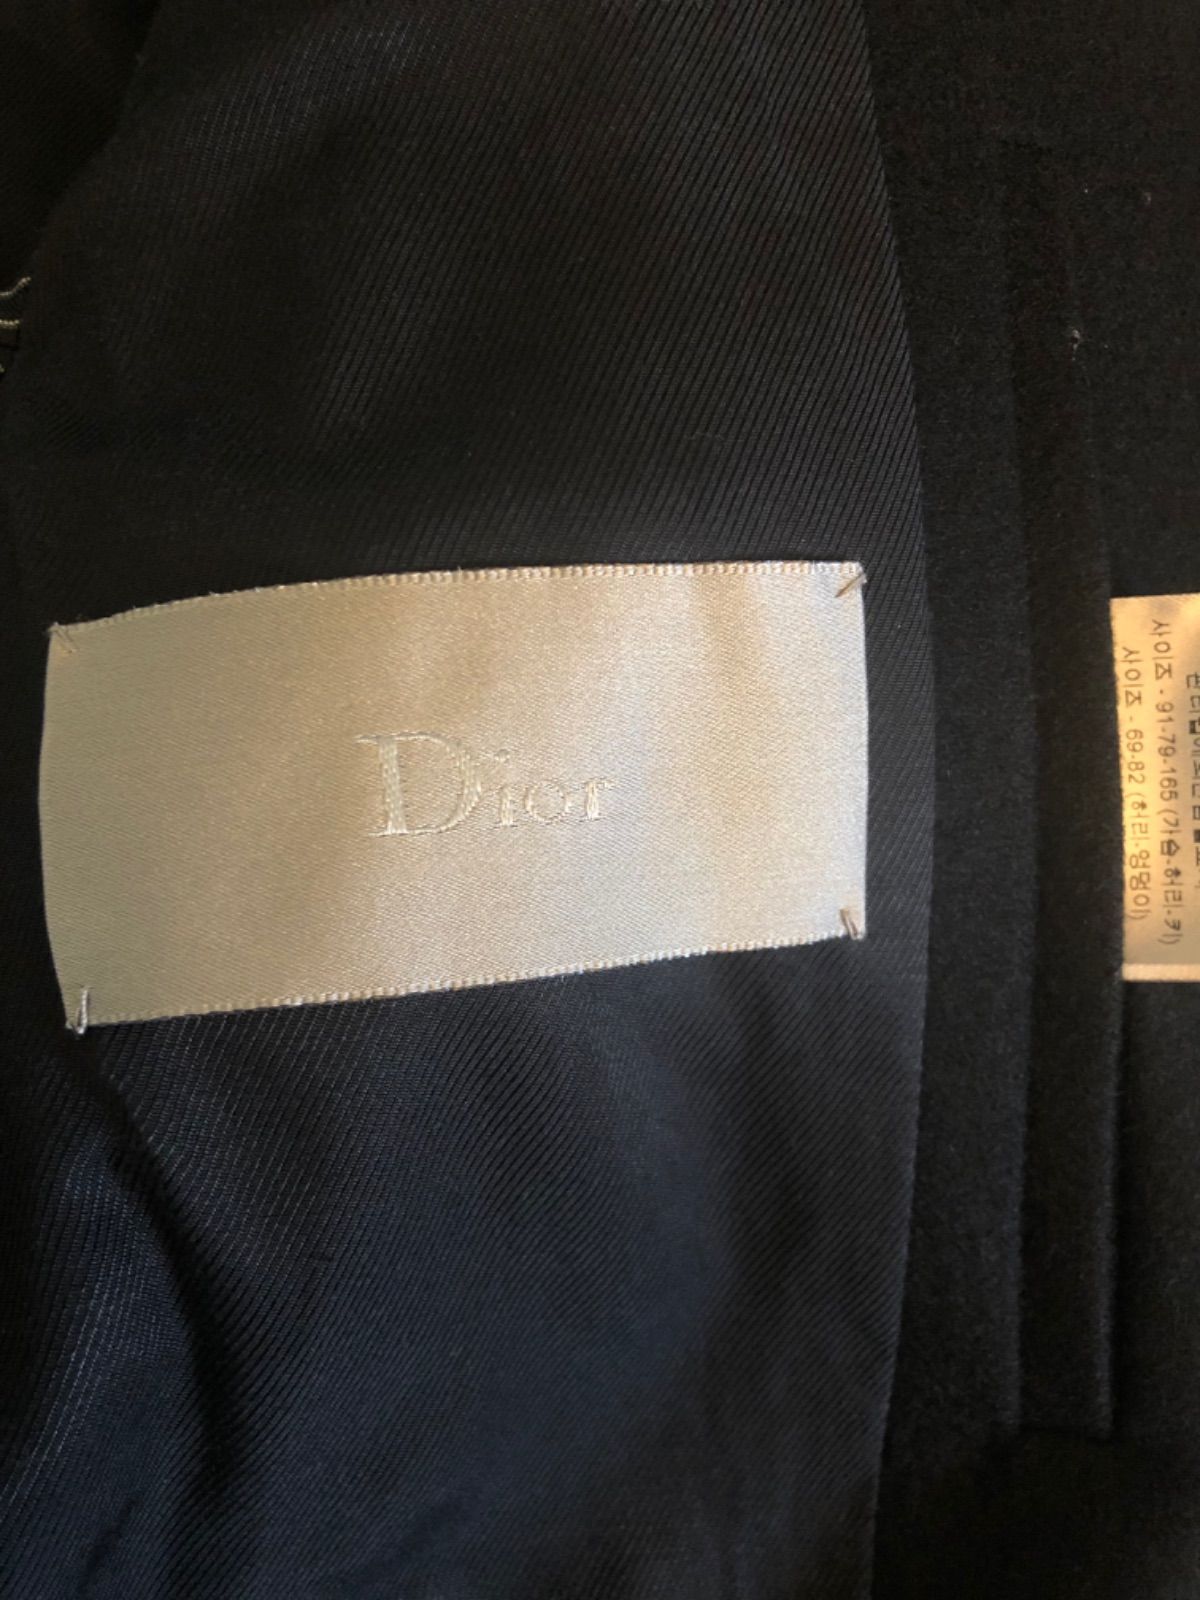 Dior
사이즈 - 91-79-165 (가슴-허리-키)
사이즈 - 69-82 (허리-엉덩이)